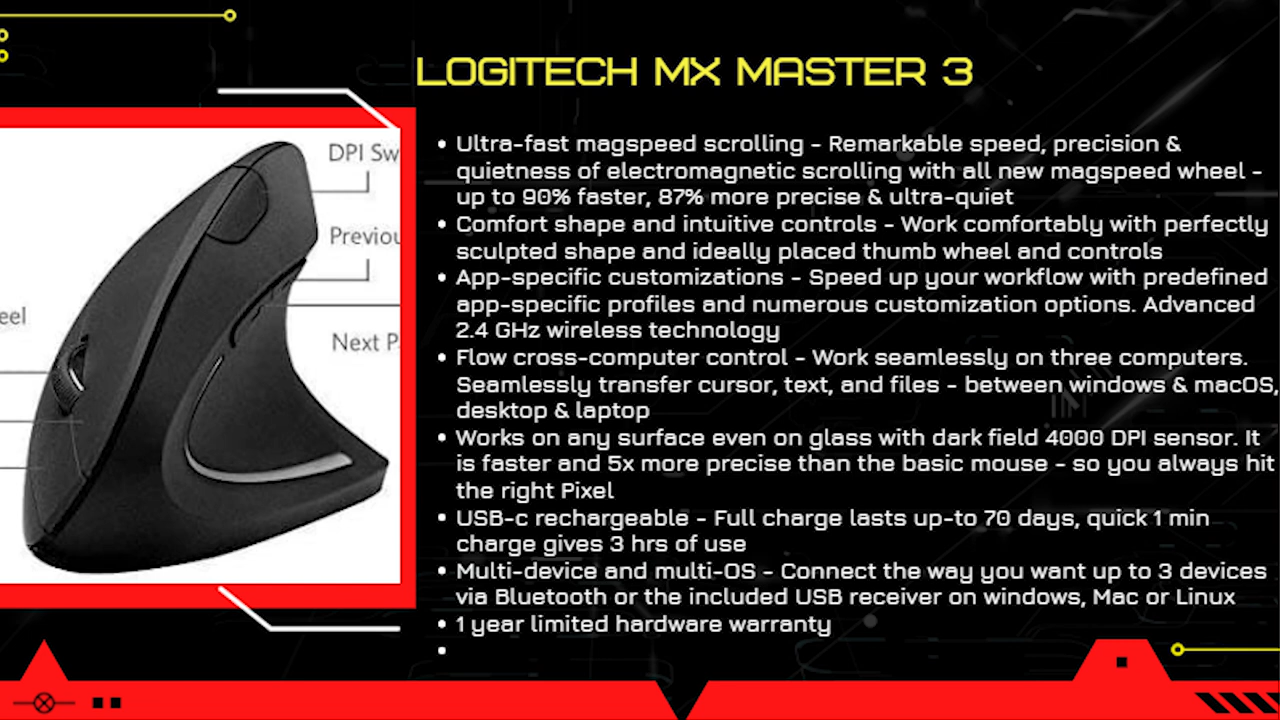 LOGITECH MX MASTER 3
DPI Sw
Previou
eel
Next P
• Ultra-fast magspeed scrolling - Remarkable speed, precision &
quietness of electromagnetic scrolling with all new magspeed wheel -
up to 90% faster, 87% more precise & ultra-quiet
• Comfort shape and intuitive controls - Work comfortably with perfectly
sculpted shape and ideally placed thumb wheel and controls
• App-specific customizations - Speed up your workflow with predefined
app-specific profiles and numerous customization options. Advanced
2.4 GHz wireless technology
• Flow cross-computer control - Work seamlessly on three computers.
Seamlessly transfer cursor, text, and files - between windows & macOS,
desktop & laptop
• Works on any surface even on glass with dark field 4000 DPI sensor. It
is faster and 5x more precise than the basic mouse - so you always hit
the right Pixel
• USB-c rechargeable - Full charge lasts up-to 70 days, quick 1 min
charge gives 3 hrs of use
• Multi-device and multi-OS - Connect the way you want up to 3 devices
via Bluetooth or the included USB receiver on windows, Mac or Linux
• 1 year limited hardware warranty
•